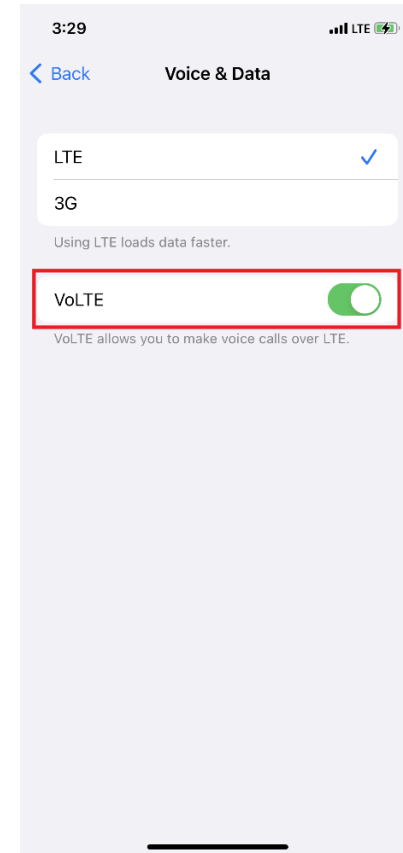 3:29 LTE
Back Voice & Data
LTE
3G
Using LTE loads data faster.
VoLTE
VoLTE allows you to make voice calls over LTE.